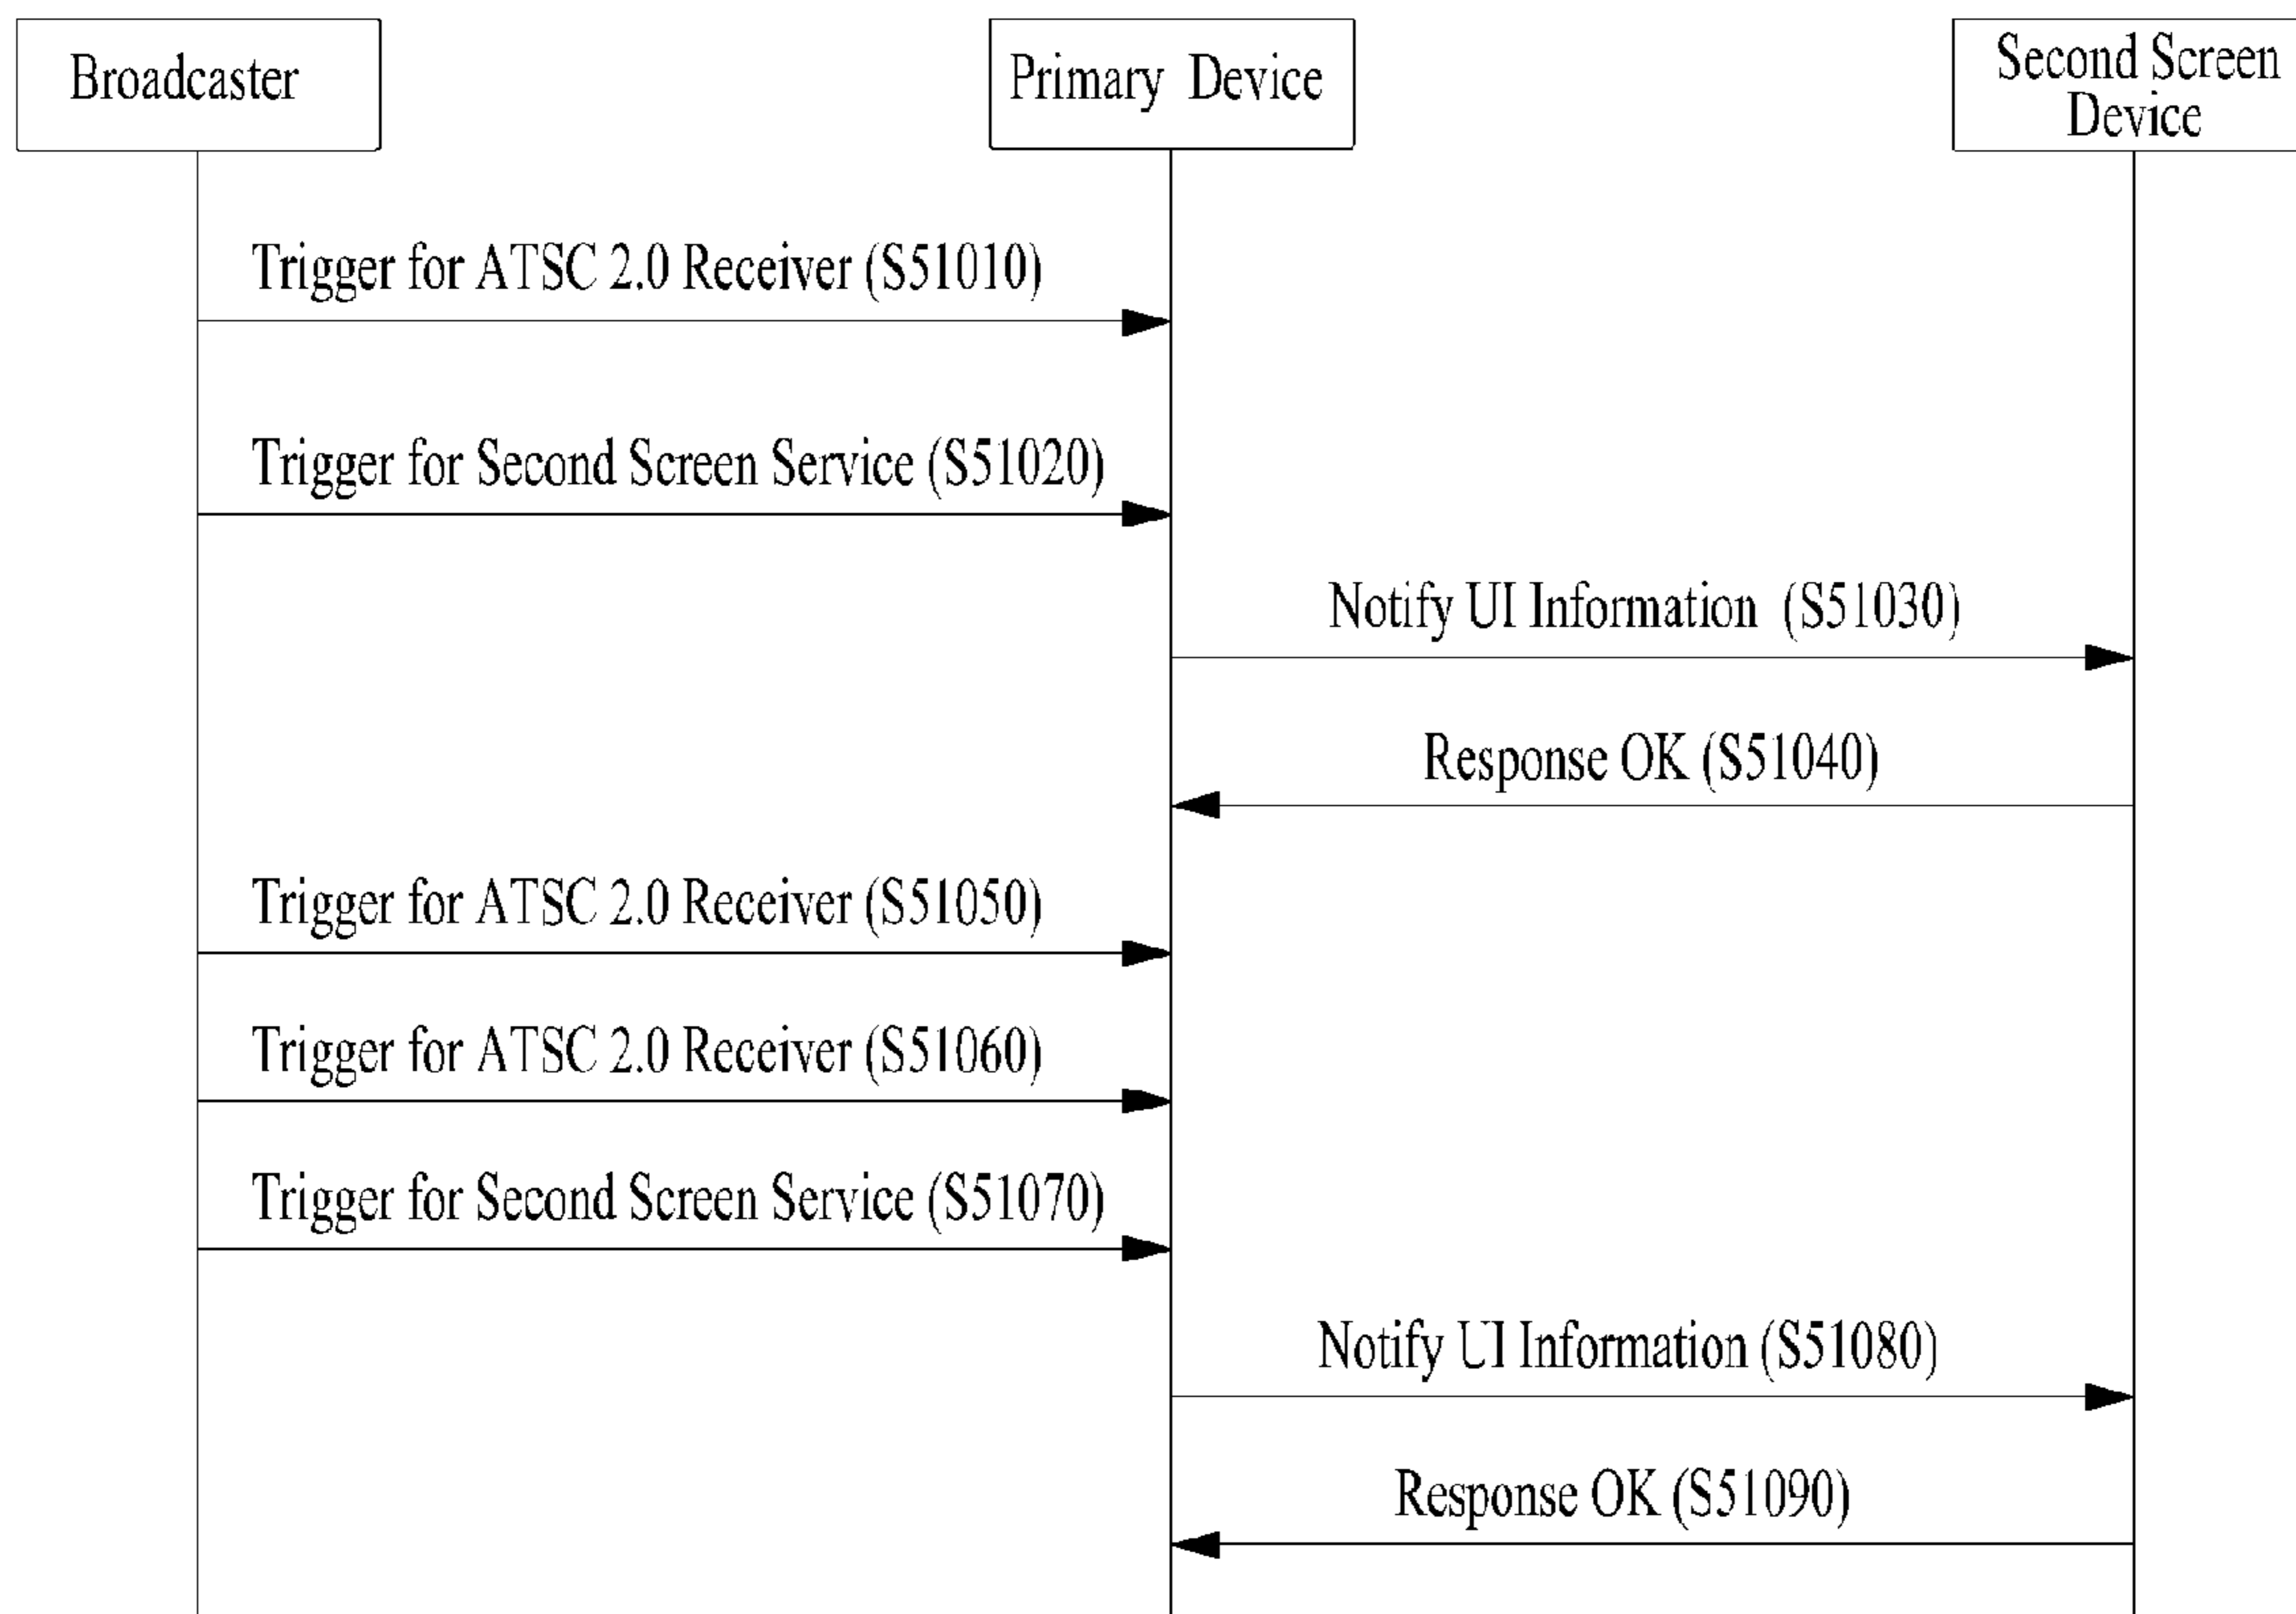 Broadcaster
Primary Device
Second Screen
Device
Trigger for ATSC 2.0 Receiver (S51010)
Trigger for Second Screen Service (S51020)
Notify UI Information (S51030)
Response OK (S51040)
Trigger for ATSC 2.0 Receiver (S51050)
Trigger for ATSC 2.0 Receiver (S51060)
Trigger for Second Screen Service (S51070)
Notify UI Information (S51080)
Response OK (S51090)